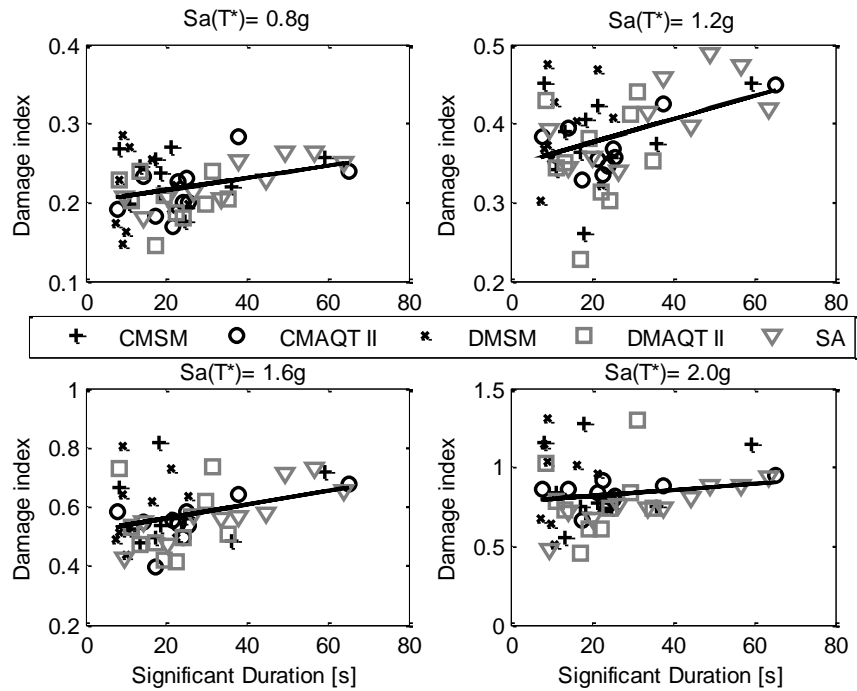 Sa(T*)= 0.8g
Sa(T*)= 1.2g
Damage index
0.4
0.3
0.2
0.1
0 20 40 60 80
Damage index
0.5
0.4
0.3
0.2
0 20 40 60 80
CMSM CMAQT II DMSM DMAQT II SA
Sa(T*)= 1.6g
Sa(T*)= 2.0g
Damage index
1
0.8
0.6
0.4
0.2
0 20 40 60 80
Significant Duration [s]
Damage index
1.5
1
0.5
0
0 20 40 60 80
Significant Duration [s]